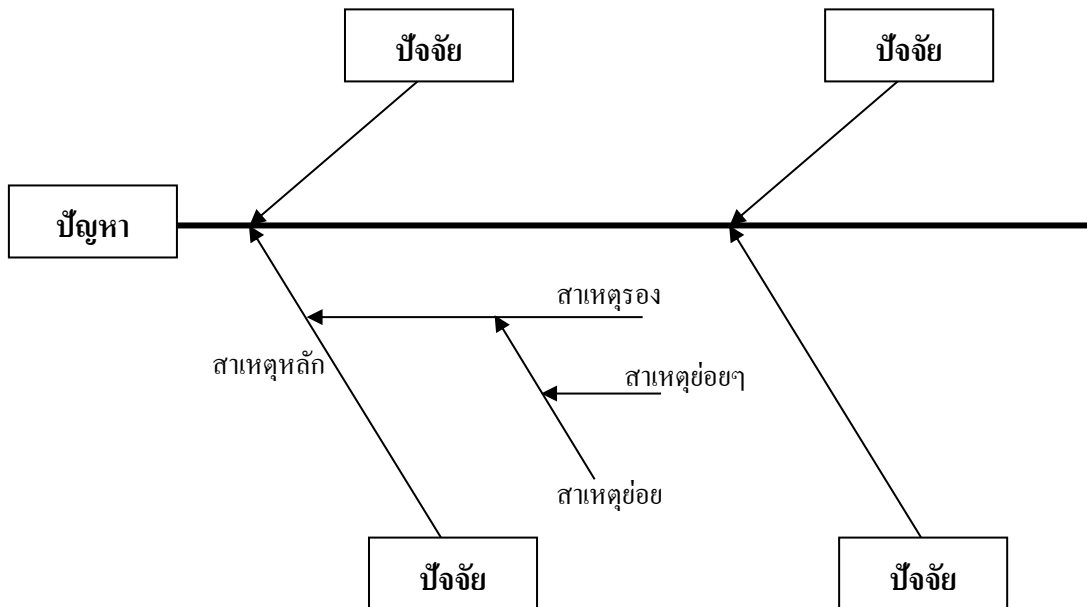 ปัจจัย
ปัจจัย
ปัญหา
สาเหตุรอง
สาเหตุหลัก
สาเหตุย่อยๆ
สาเหตุย่อย
ปัจจัย
ปัจจัย